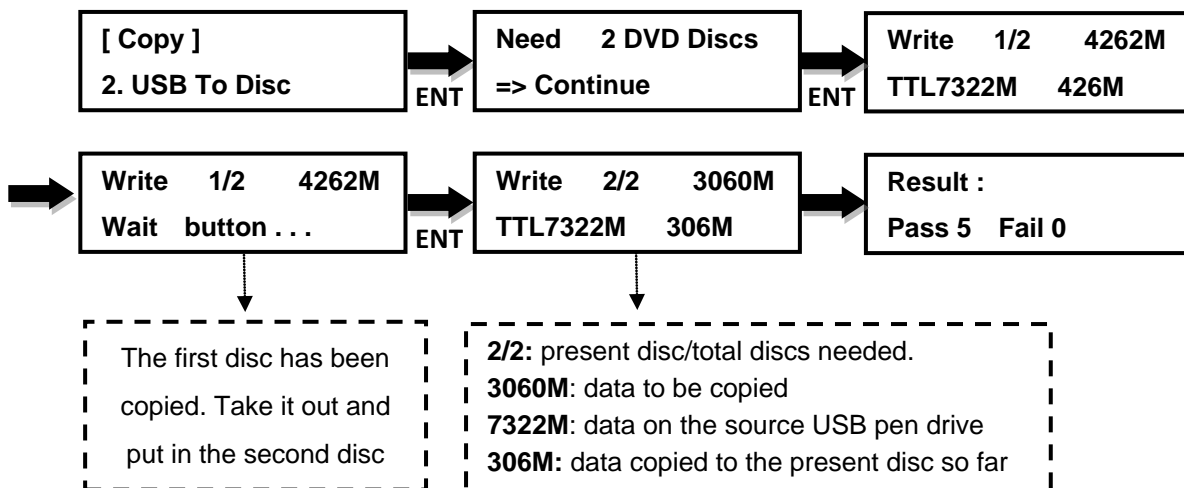 [ Copy ]
2. USB To Disc
ENT
Need 2 DVD Discs
=> Continue
ENT
Write 1/2 4262M
TTL7322M 426M
Write 1/2 4262M
Wait button . . .
ENT
Write 2/2 3060M
TTL7322M 306M
Result :
Pass 5 Fail 0
The first disc has been
copied. Take it out and
put in the second disc
2/2: present disc/total discs needed.
3060M: data to be copied
7322M: data on the source USB pen drive
306M: data copied to the present disc so far